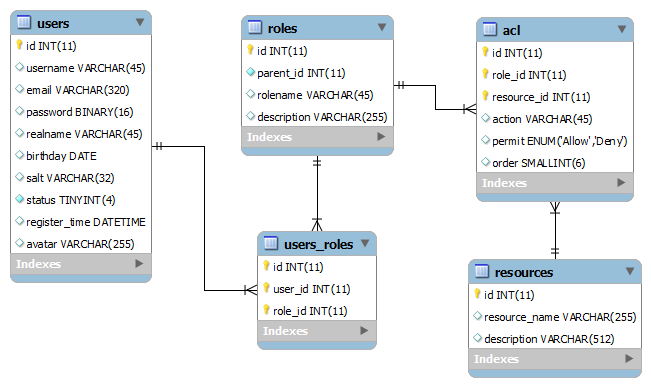 users
id INT(11)
username VARCHAR(45)
email VARCHAR(320)
password BINARY(16)
realname VARCHAR(45)
birthday DATE
salt VARCHAR(32)
status TINYINT(4)
register_time DATETIME
avatar VARCHAR(255)
Indexes
roles
id INT(11)
parent_id INT(11)
rolename VARCHAR(45)
description VARCHAR(255)
Indexes
acl
id INT(11)
role_id INT(11)
resource_id INT(11)
action VARCHAR(45)
permit ENUM('Allow','Deny')
order SMALLINT(6)
Indexes
users_roles
id INT(11)
user_id INT(11)
role_id INT(11)
Indexes
resources
id INT(11)
resource_name VARCHAR(255)
description VARCHAR(512)
Indexes